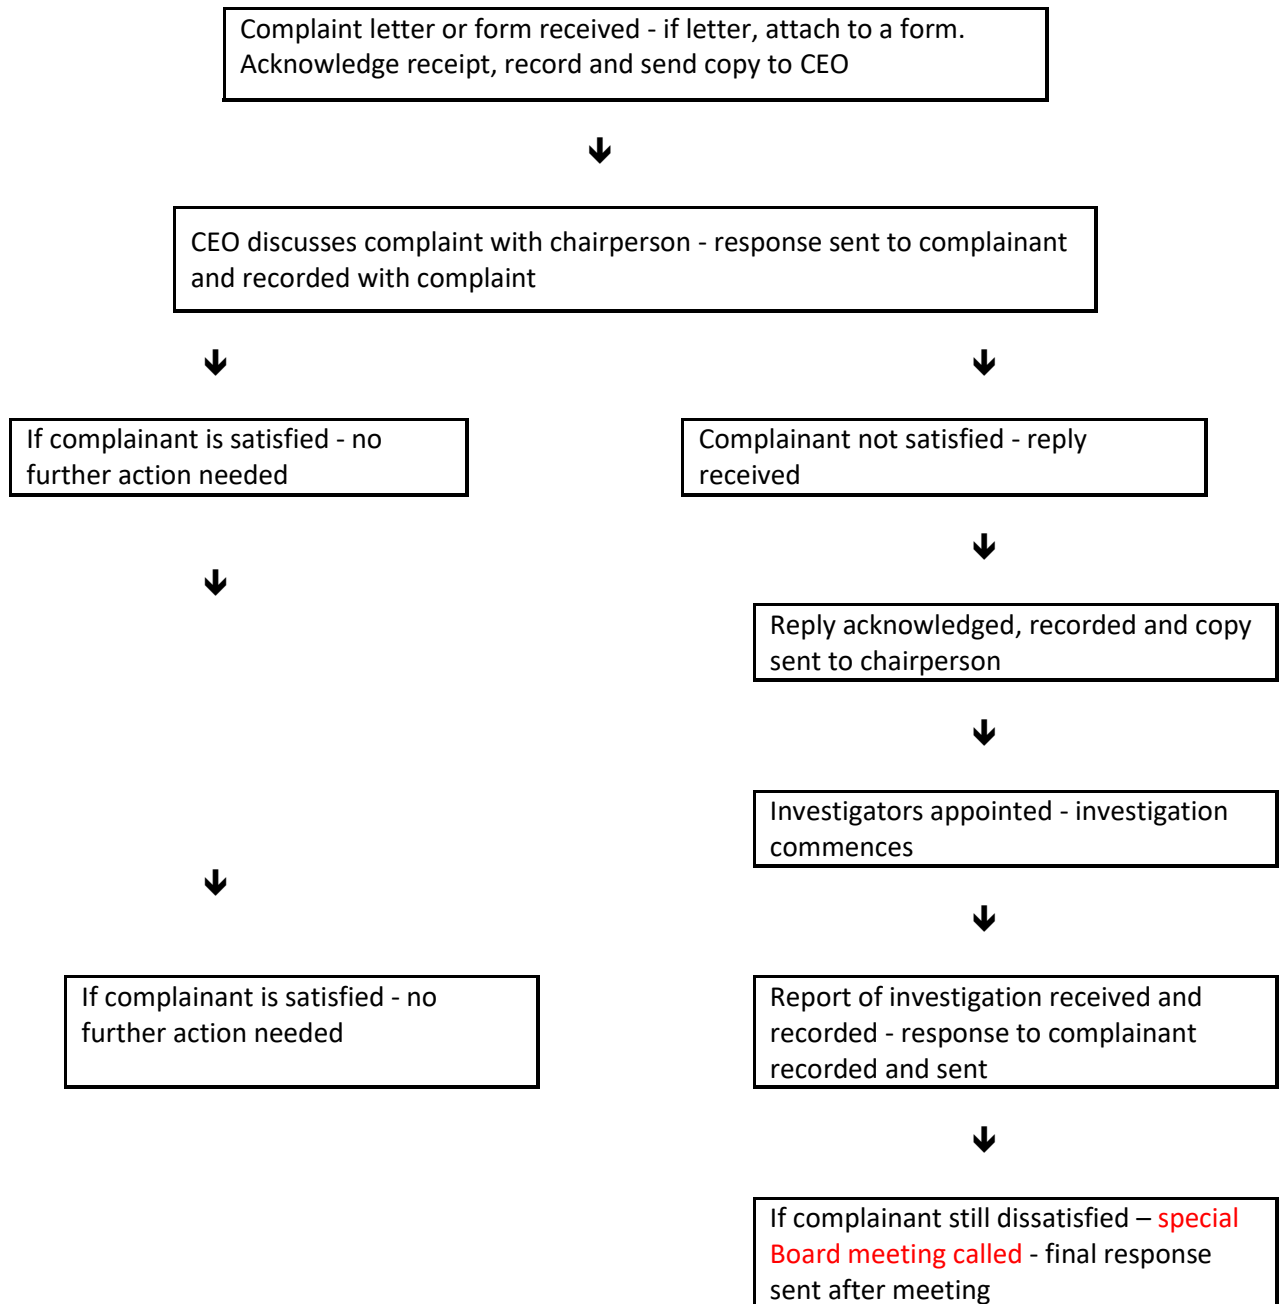 Complaint letter or form received - if letter, attach to a form.
Acknowledge receipt, record and send copy to CEO
CEO discusses complaint with chairperson - response sent to complainant
and recorded with complaint
If complainant is satisfied - no
further action needed
Complainant not satisfied - reply
received
Reply acknowledged, recorded and copy
sent to chairperson
Investigators appointed - investigation
commences
If complainant is satisfied - no
further action needed
Report of investigation received and
recorded - response to complainant
recorded and sent
If complainant still dissatisfied – special
Board meeting called - final response
sent after meeting